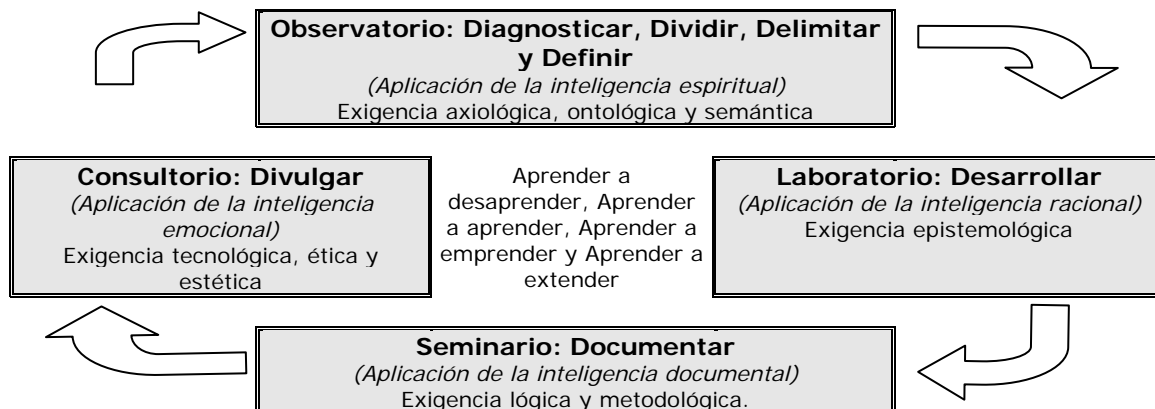 Observatorio: Diagnosticar, Dividir, Delimitar
y Definir
(Aplicación de la inteligencia espiritual)
Exigencia axiológica, ontológica y semántica
Consultorio: Divulgar
(Aplicación de la inteligencia
emocional)
Exigencia tecnológica, ética y
estética
Aprender a
desaprender, Aprender
a aprender, Aprender a
emprender y Aprender a
extender
Laboratorio: Desarrollar
(Aplicación de la inteligencia racional)
Exigencia epistemológica
Seminario: Documentar
(Aplicación de la inteligencia documental)
Exigencia lógica y metodológica.